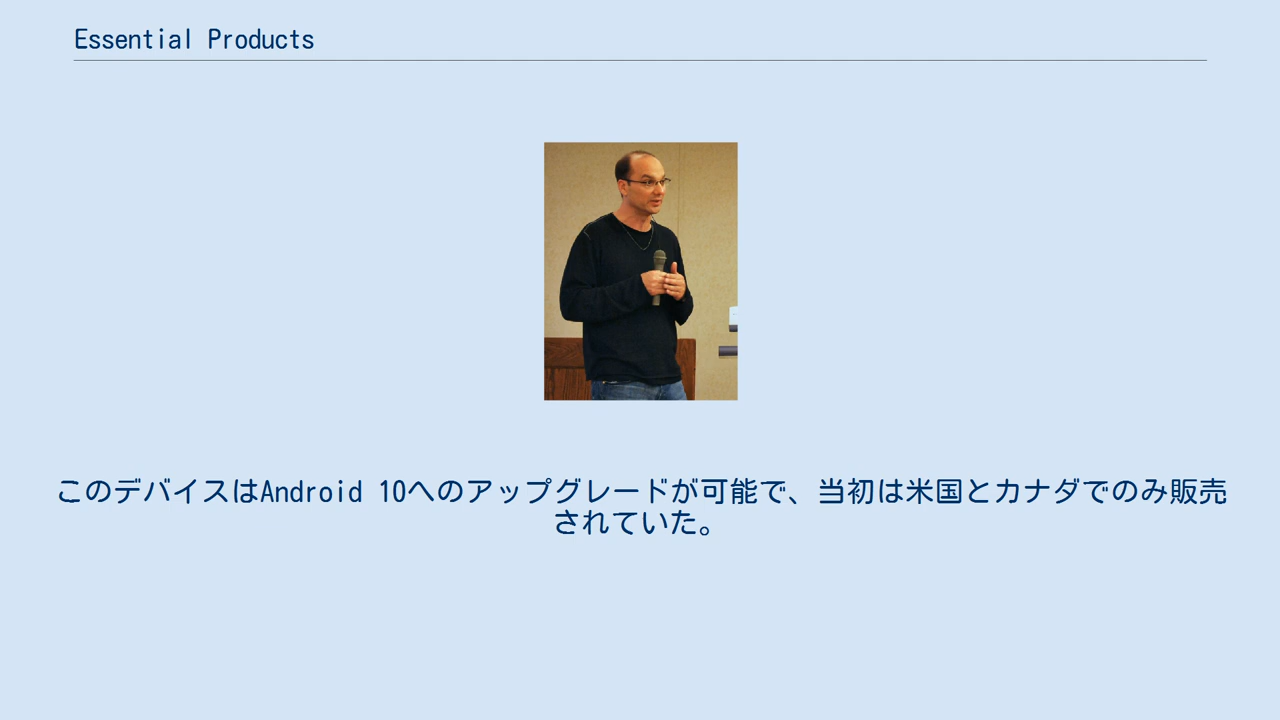 Essential Products
このデバイスはAndroid 10へのアップグレードが可能で、当初は米国とカナダでのみ販売
されていた。